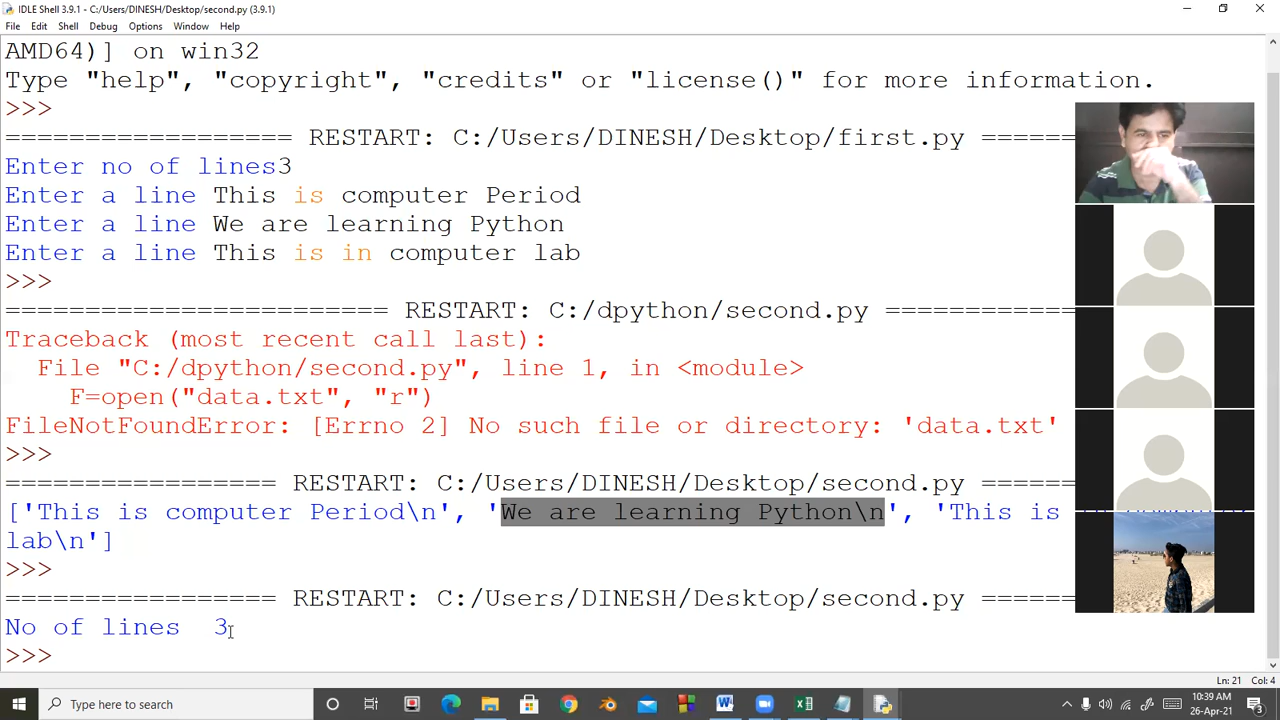 IDLE Shell 3.9.1 - C:/Users/DINESH/Desktop/second.py (3.9.1)
File Edit Shell Debug Options Window Help
AMD64)] on win32
Type "help", "copyright", "credits" or "license()" for more information.
>>>
================== RESTART: C:/Users/DINESH/Desktop/first.py ======
Enter no of lines3
Enter a line This is computer Period
Enter a line We are learning Python
Enter a line This is in computer lab
>>>
======================== RESTART: C:/dpython/second.py ============
Traceback (most recent call last):
File "C:/dpython/second.py", line 1, in <module>
F=open("data.txt", "r")
FileNotFoundError: [Errno 2] No such file or directory: 'data.txt'
>>>
================= RESTART: C:/Users/DINESH/Desktop/second.py ======
['This is computer Period\n', 'We are learning Python\n', 'This is
lab\n']
>>>
================= RESTART: C:/Users/DINESH/Desktop/second.py ======
No of lines  3
>>>
Ln: 21 Col: 4
Type here to search
10:39 AM
26-Apr-21
3